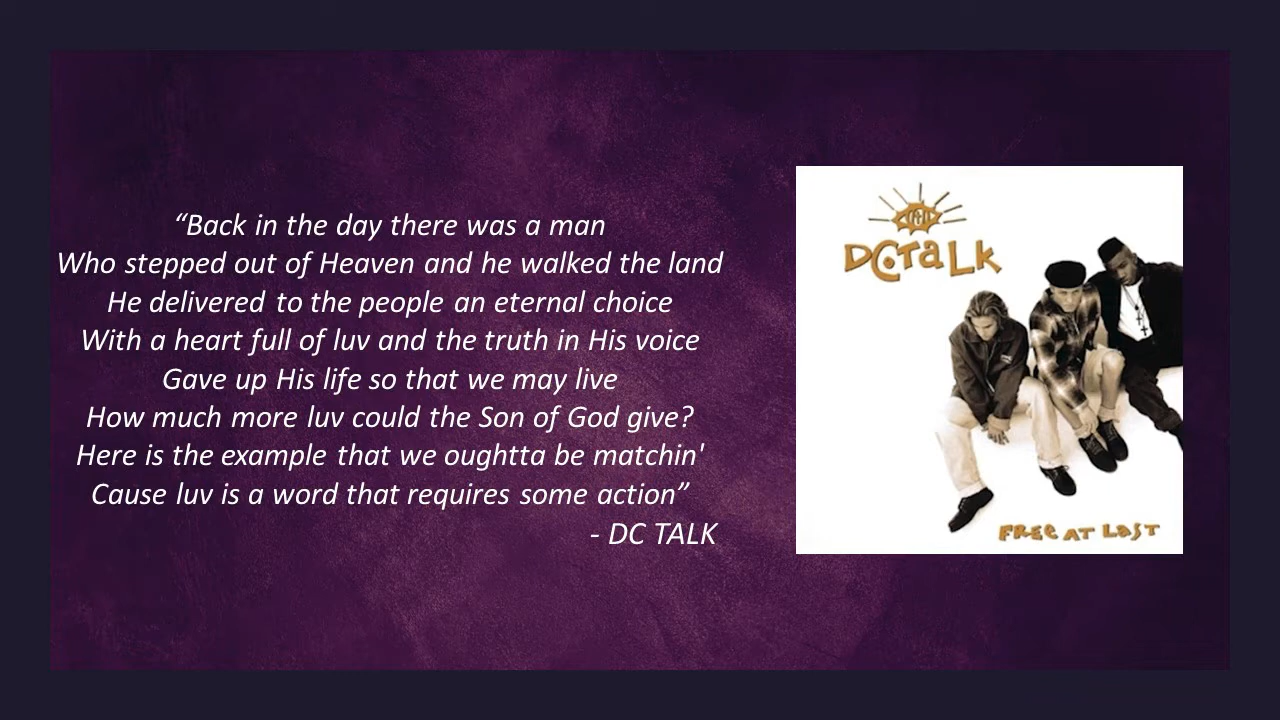 “Back in the day there was a man
Who stepped out of Heaven and he walked the land
He delivered to the people an eternal choice
With a heart full of luv and the truth in His voice
Gave up His life so that we may live
How much more luv could the Son of God give?
Here is the example that we oughtta be matchin'
Cause luv is a word that requires some action”
- DC TALK
DC TALK
FREE AT LAST